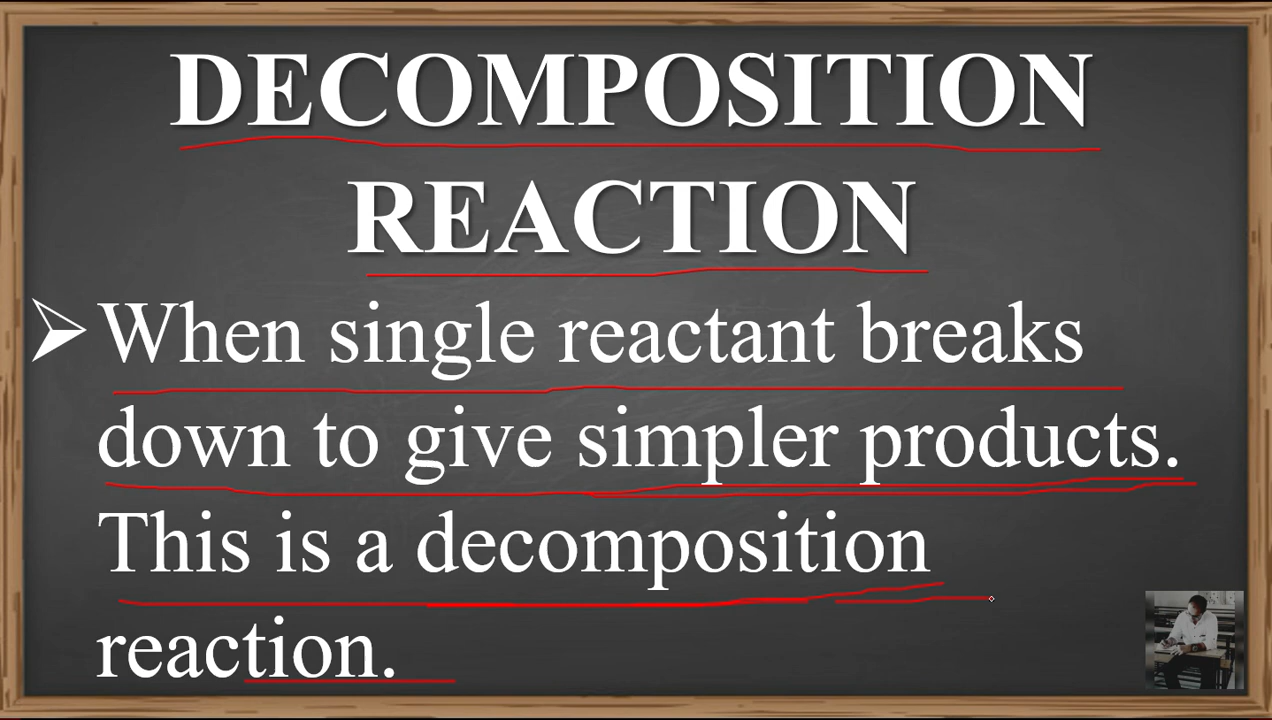 DECOMPOSITION
REACTION
When single reactant breaks
down to give simpler products.
This is a decomposition
reaction.